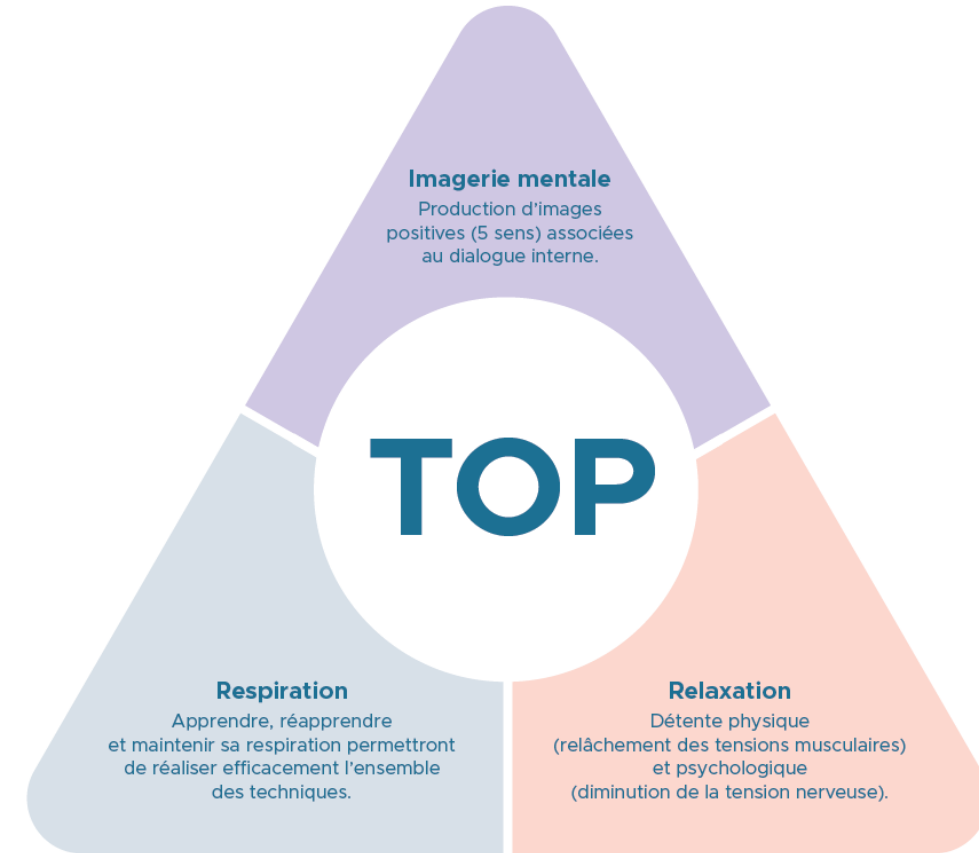 Imagerie mentale
Production d’images
positives (5 sens) associées
au dialogue interne.
TOP
Respiration
Apprendre, réapprendre
et maintenir sa respiration permettront
de réaliser efficacement l’ensemble
des techniques.
Relaxation
Détente physique
(relâchement des tensions musculaires)
et psychologique
(diminution de la tension nerveuse).